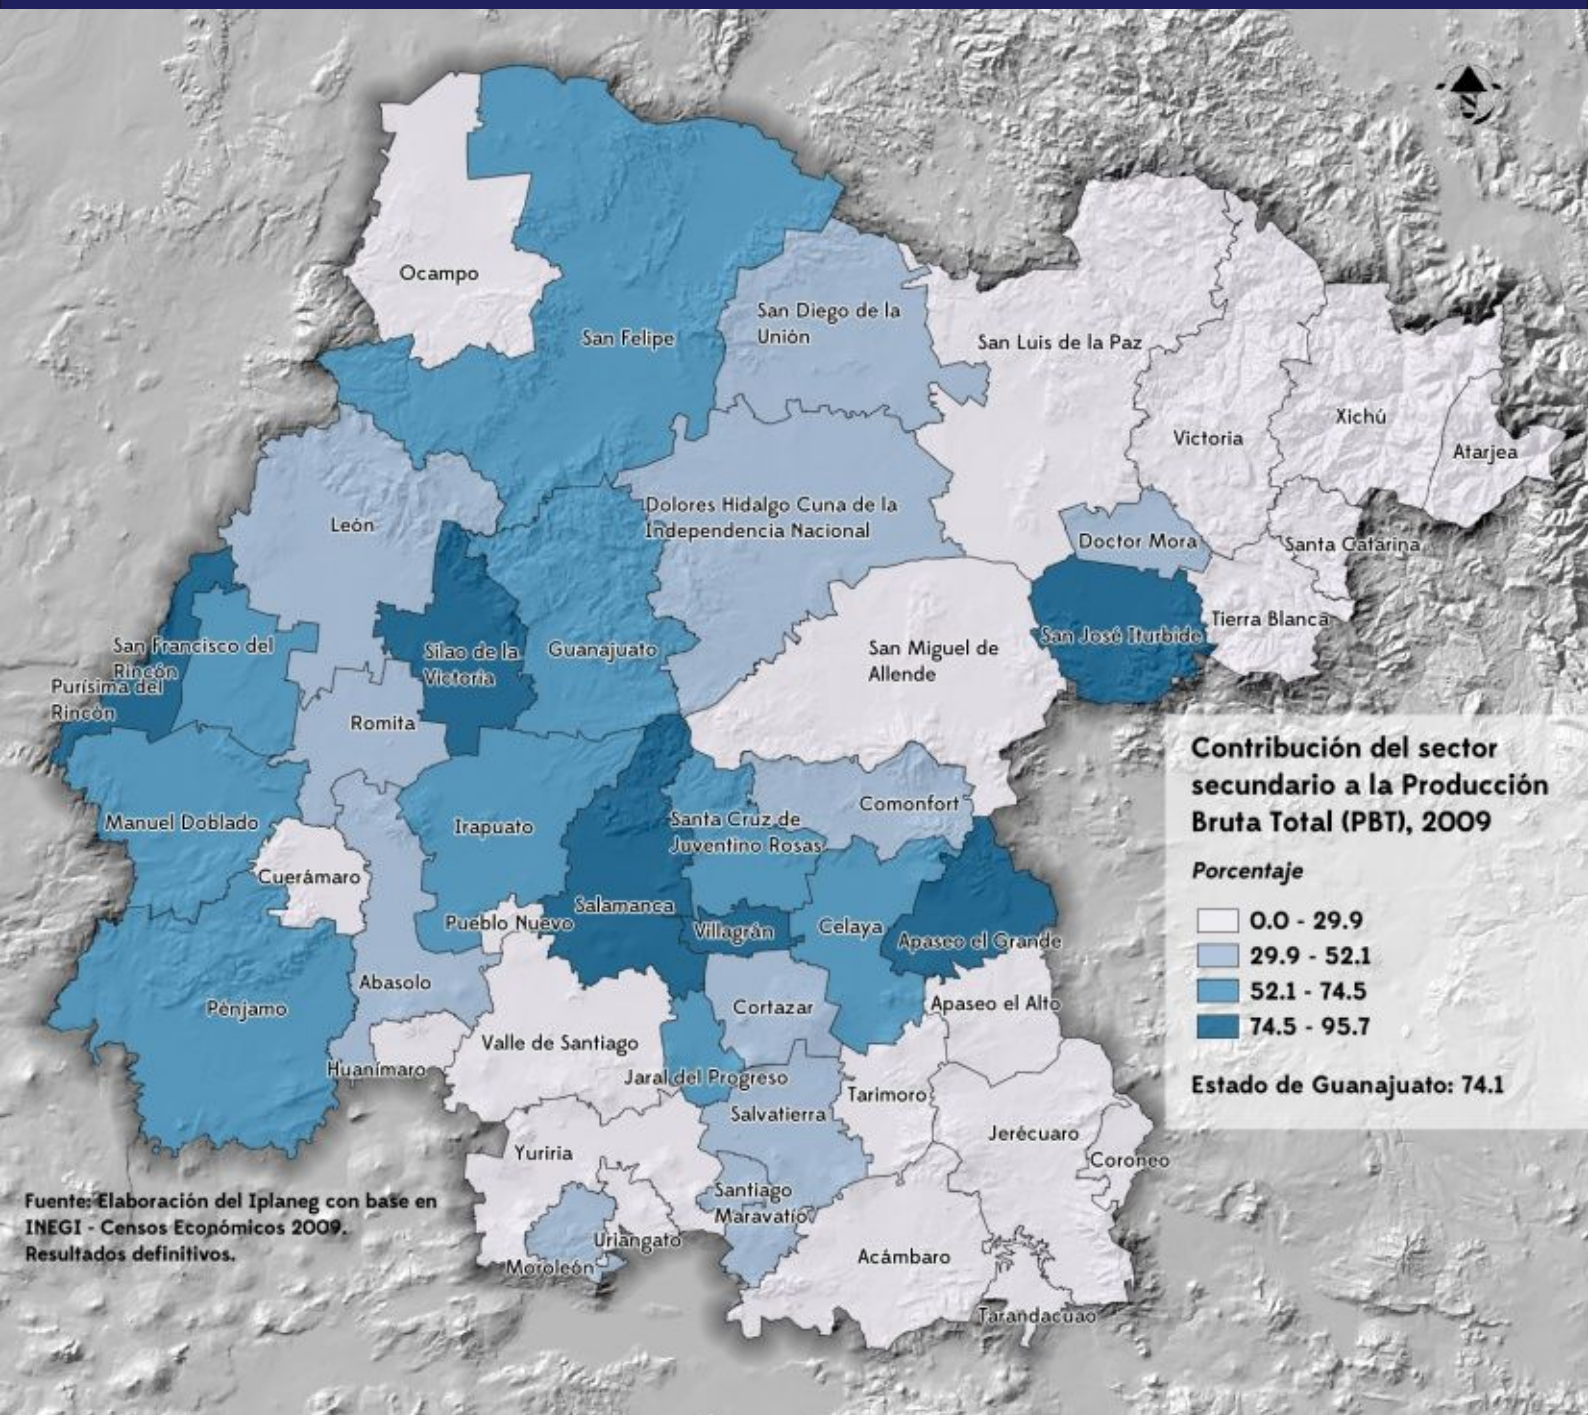 Ocampo
San Felipe
San Diego de la
Unión
San Luis de la Paz
Victoria
Xichú
Atarjea
León
Dolores Hidalgo Cuna de la
Independencia Nacional
Doctor Mora
Santa Catarina
Tierra Blanca
San José Iturbide
San Francisco del
Rincón
Purísima del
Rincón
Silao de la
Victoria
Guanajuato
San Miguel de
Allende
Romita
Manuel Doblado
Irapuato
Santa Cruz de
Juventino Rosas
Comonfort
Cuerámaro
Salamanca
Pueblo Nuevo
Villagrán
Celaya
Apaseo el Grande
Abasolo
Pénjamo
Cortazar
Apaseo el Alto
Valle de Santiago
Huanímaro
Jaral del Progreso
Tarimoro
Salvatierra
Jerécuaro
Coroneo
Yuriria
Santiago
Maravatío
Uriangato
Moroleón
Acámbaro
Tarandacuao
Contribución del sector
secundario a la Producción
Bruta Total (PBT), 2009
Porcentaje
0.0 - 29.9
29.9 - 52.1
52.1 - 74.5
74.5 - 95.7
Estado de Guanajuato: 74.1
Fuente: Elaboración del Iplaneg con base en
INEGI - Censos Económicos 2009.
Resultados definitivos.